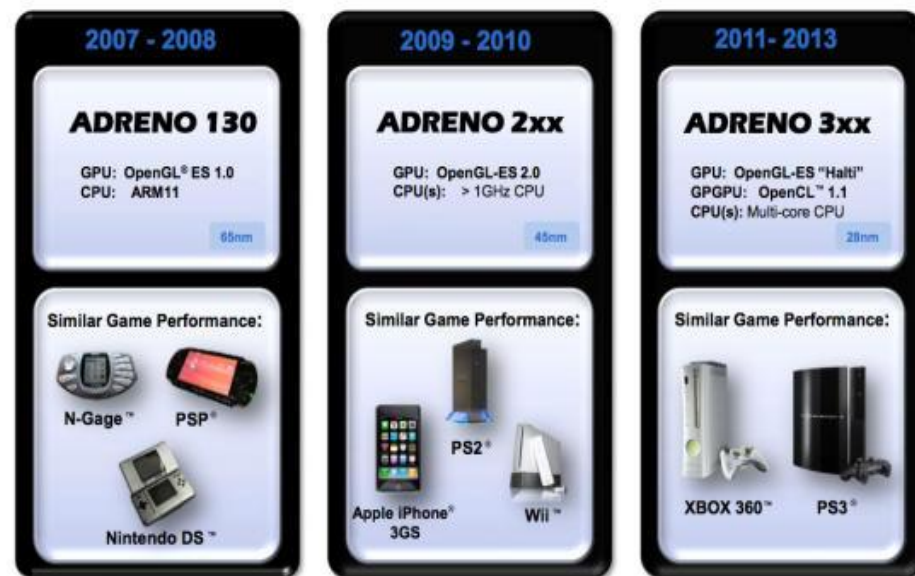 2007 - 2008
ADRENO 130
GPU: OpenGL® ES 1.0
CPU: ARM11
65nm
Similar Game Performance:
N-Gage™
PSP®
Nintendo DS™
2009 - 2010
ADRENO 2xx
GPU: OpenGL-ES 2.0
CPU(s): > 1GHz CPU
45nm
Similar Game Performance:
PS2®
Apple iPhone®
3GS
Wii™
2011- 2013
ADRENO 3xx
GPU: OpenGL-ES "Halti"
GPGPU: OpenCL™ 1.1
CPU(s): Multi-core CPU
28nm
Similar Game Performance:
XBOX 360™
PS3®